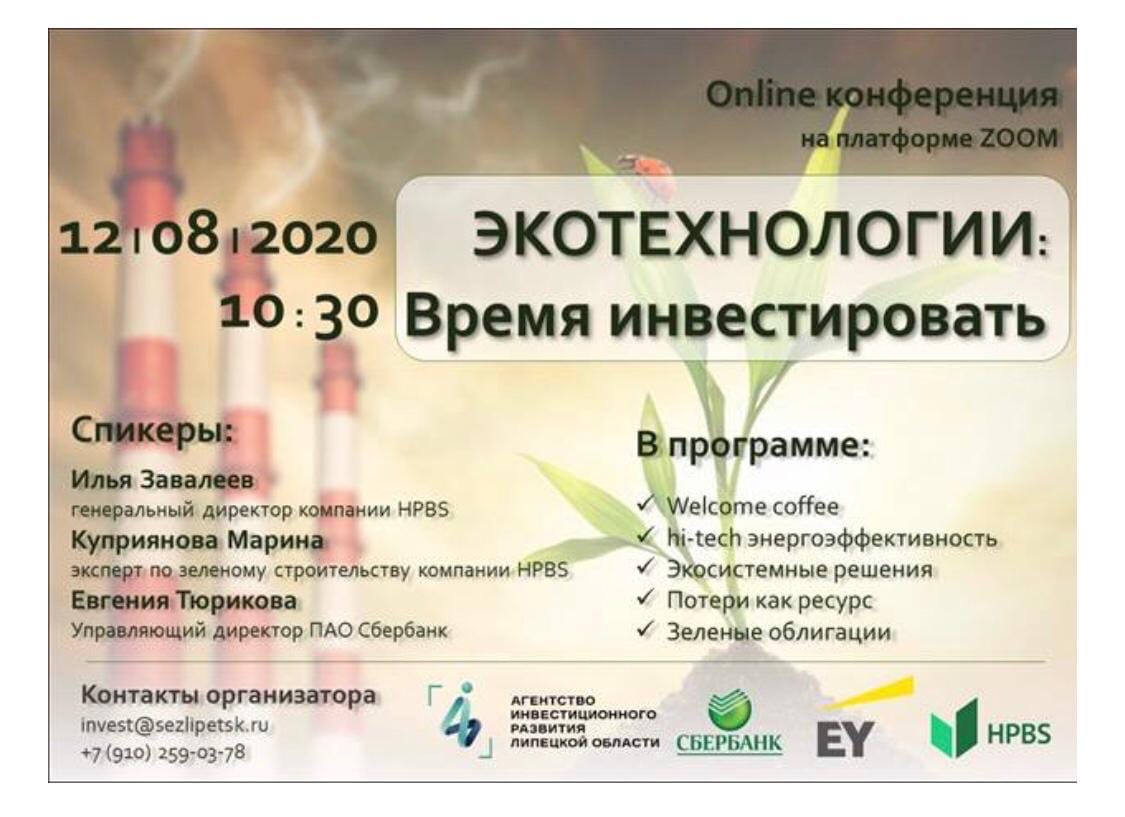 Online конференция
на платформе ZOOM
12 | 08 | 2020
10 : 30
ЭКОТЕХНОЛОГИИ:
Время инвестировать
Спикеры:
Илья Завалеев
генеральный директор компании HPBS
Куприянова Марина
эксперт по зеленому строительству компании HPBS
Евгения Тюрикова
Управляющий директор ПАО Сбербанк
В программе:
✓ Welcome coffee
✓ hi-tech энергоэффективность
✓ Экосистемные решения
✓ Потери как ресурс
✓ Зеленые облигации
Контакты организатора
invest@sezlipetsk.ru
+7 (910) 259-03-78
АГЕНТСТВО
ИНВЕСТИЦИОННОГО
РАЗВИТИЯ
ЛИПЕЦКОЙ ОБЛАСТИ
СБЕРБАНК
EY
HPBS